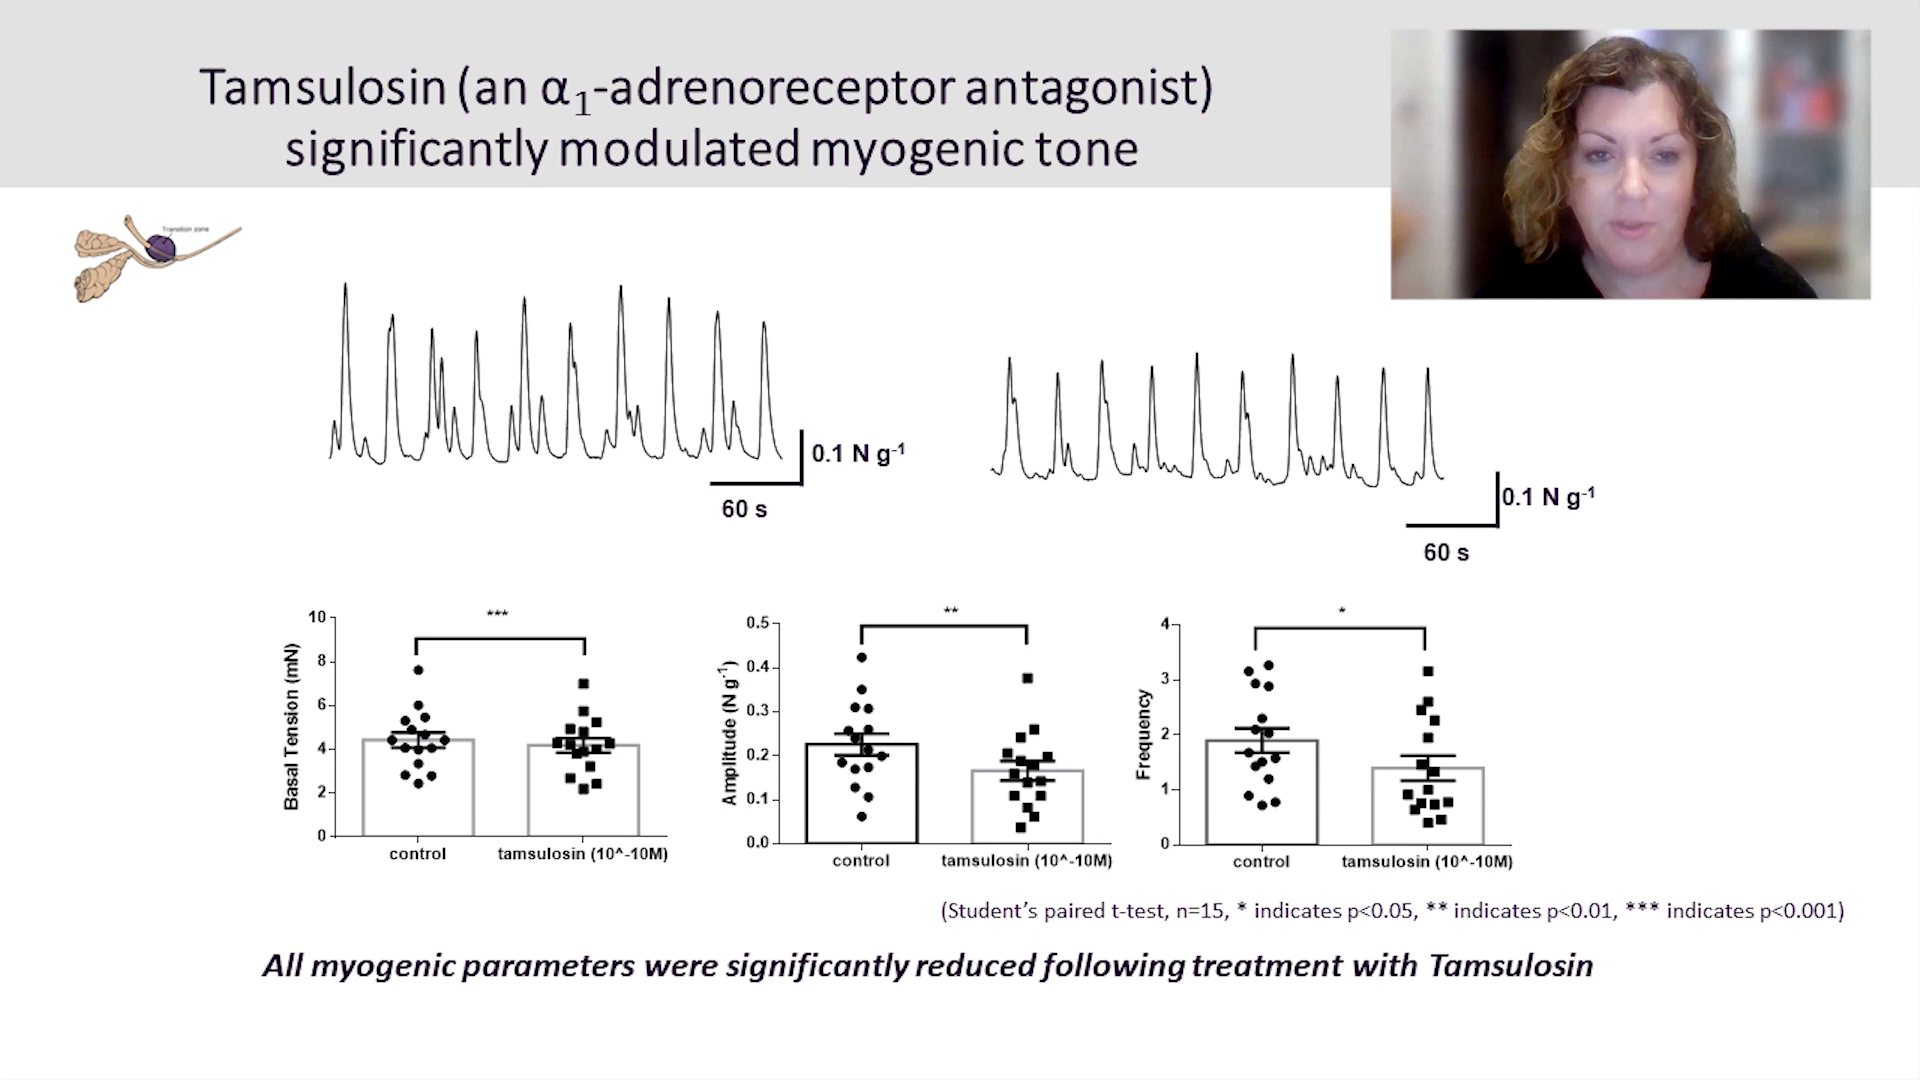 Tamsulosin (an α₁-adrenoreceptor antagonist)
significantly modulated myogenic tone
Transition zone
0.1 N g⁻¹
60 s
0.1 N g⁻¹
60 s
***
10
8
6
4
2
0
Basal Tension (mN)
control
tamsulosin (10^-10M)
**
0.5
0.4
0.3
0.2
0.1
0.0
Amplitude (N g⁻¹)
control
tamsulosin (10^-10M)
*
4
3
2
1
0
Frequency
control
tamsulosin (10^-10M)
(Student’s paired t-test, n=15, * indicates p<0.05, ** indicates p<0.01, *** indicates p<0.001)
All myogenic parameters were significantly reduced following treatment with Tamsulosin